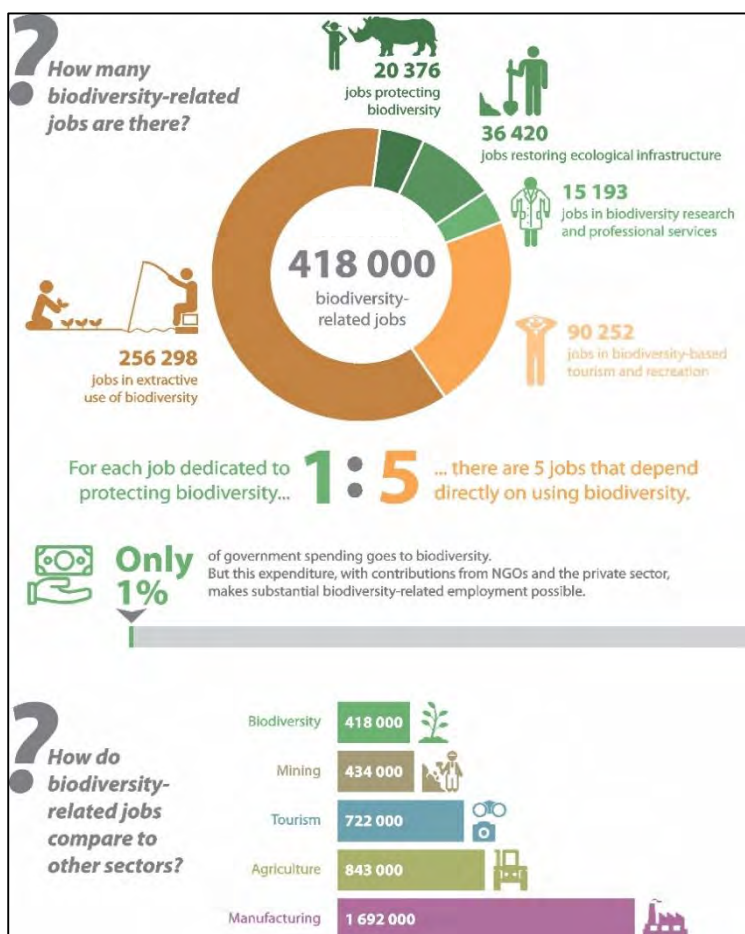 ?
How many
biodiversity-related
jobs are there?
20 376
jobs protecting
biodiversity
36 420
jobs restoring ecological infrastructure
15 193
jobs in biodiversity research
and professional services
418 000
biodiversity-
related jobs
90 252
jobs in biodiversity-based
tourism and recreation
256 298
jobs in extractive
use of biodiversity
For each job dedicated to
protecting biodiversity...
1:5
... there are 5 jobs that depend
directly on using biodiversity.
Only
1%
of government spending goes to biodiversity.
But this expenditure, with contributions from NGOs and the private sector,
makes substantial biodiversity-related employment possible.
?
How do
biodiversity-
related jobs
compare to
other sectors?
Biodiversity 418 000
Mining 434 000
Tourism 722 000
Agriculture 843 000
Manufacturing 1 692 000